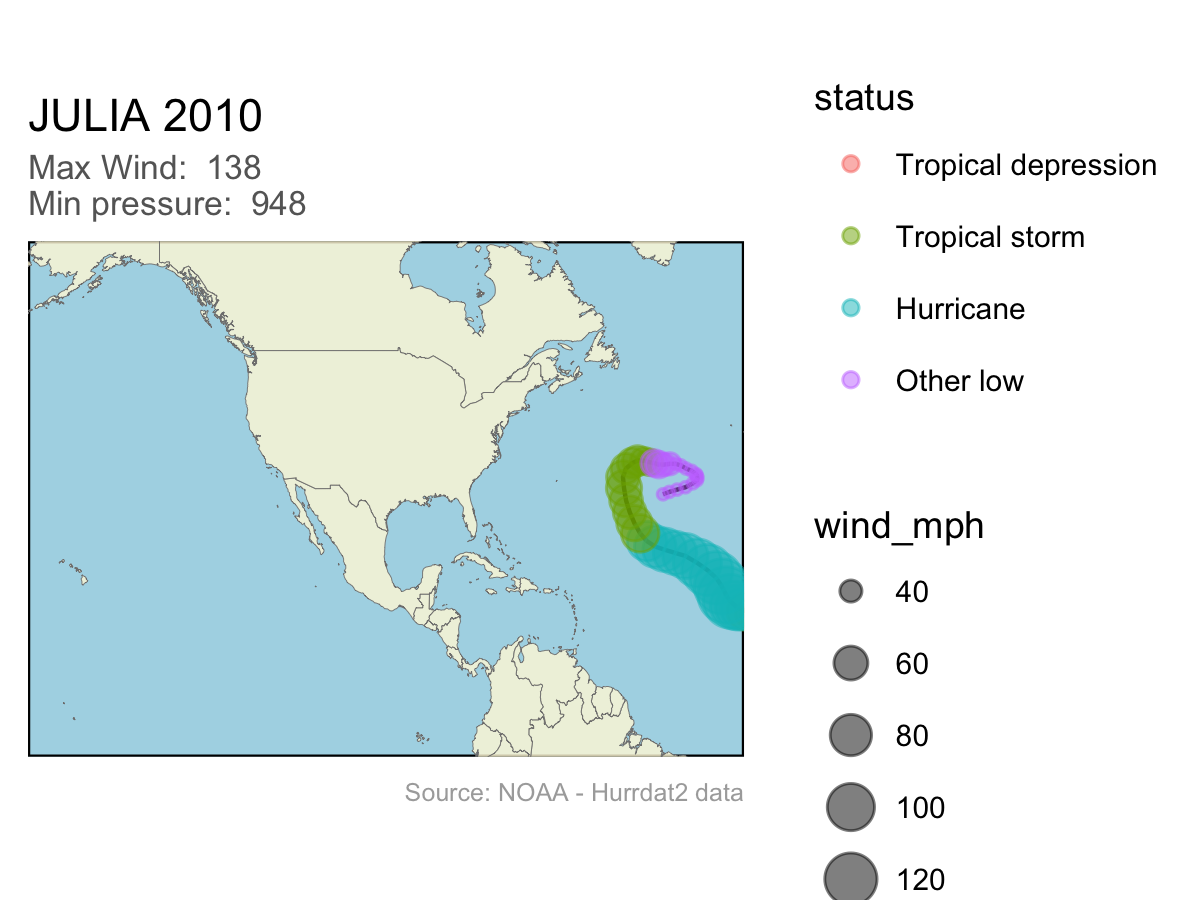 JULIA 2010
Max Wind:  138
Min pressure:  948
status
Tropical depression
Tropical storm
Hurricane
Other low
wind_mph
40
60
80
100
120
Source: NOAA - Hurrdat2 data